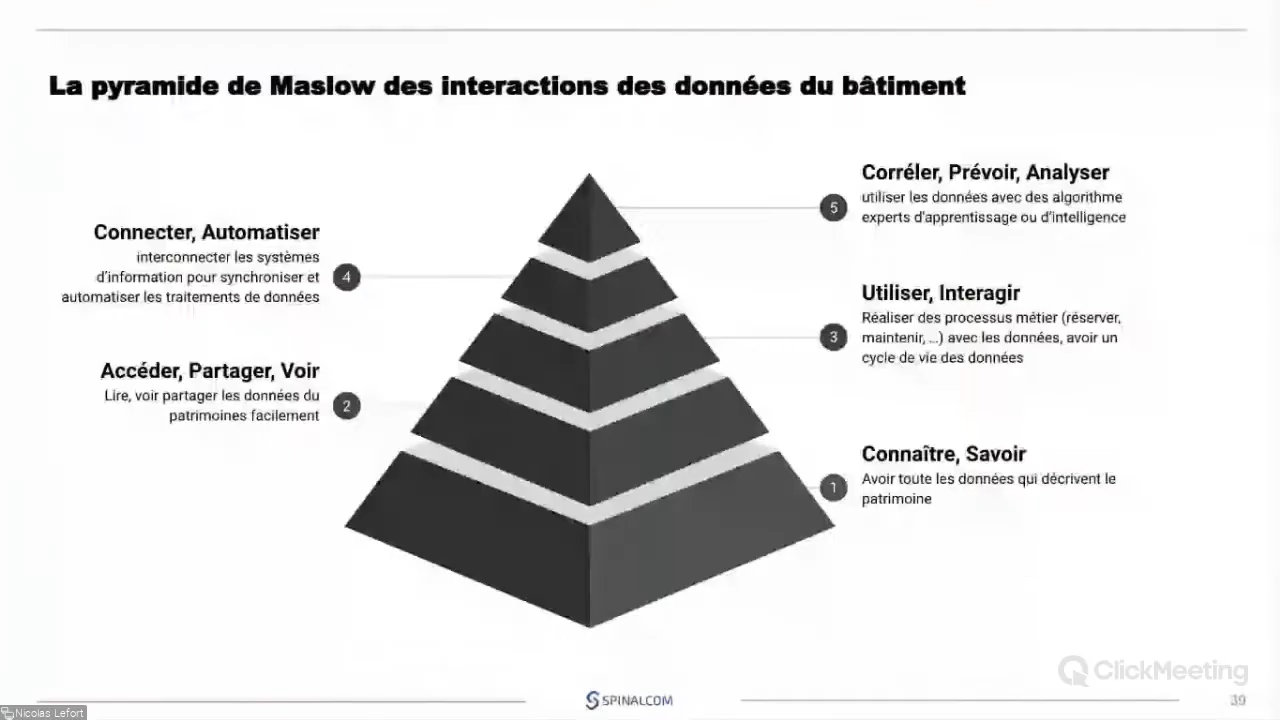 La pyramide de Maslow des interactions des données du bâtiment
Corréler, Prévoir, Analyser
utiliser les données avec des algorithme
experts d'apprentissage ou d'intelligence
5
Connecter, Automatiser
interconnecter les systèmes
d'information pour synchroniser et
automatiser les traitements de données
4
Utiliser, Interagir
Réaliser des processus métier (réserver,
maintenir, ...) avec les données, avoir un
cycle de vie des données
3
Accéder, Partager, Voir
Lire, voir partager les données du
patrimoines facilement
2
Connaître, Savoir
Avoir toute les données qui décrivent le
patrimoine
1
ClickMeeting
SPINALCOM
39
Nicolas Lefort